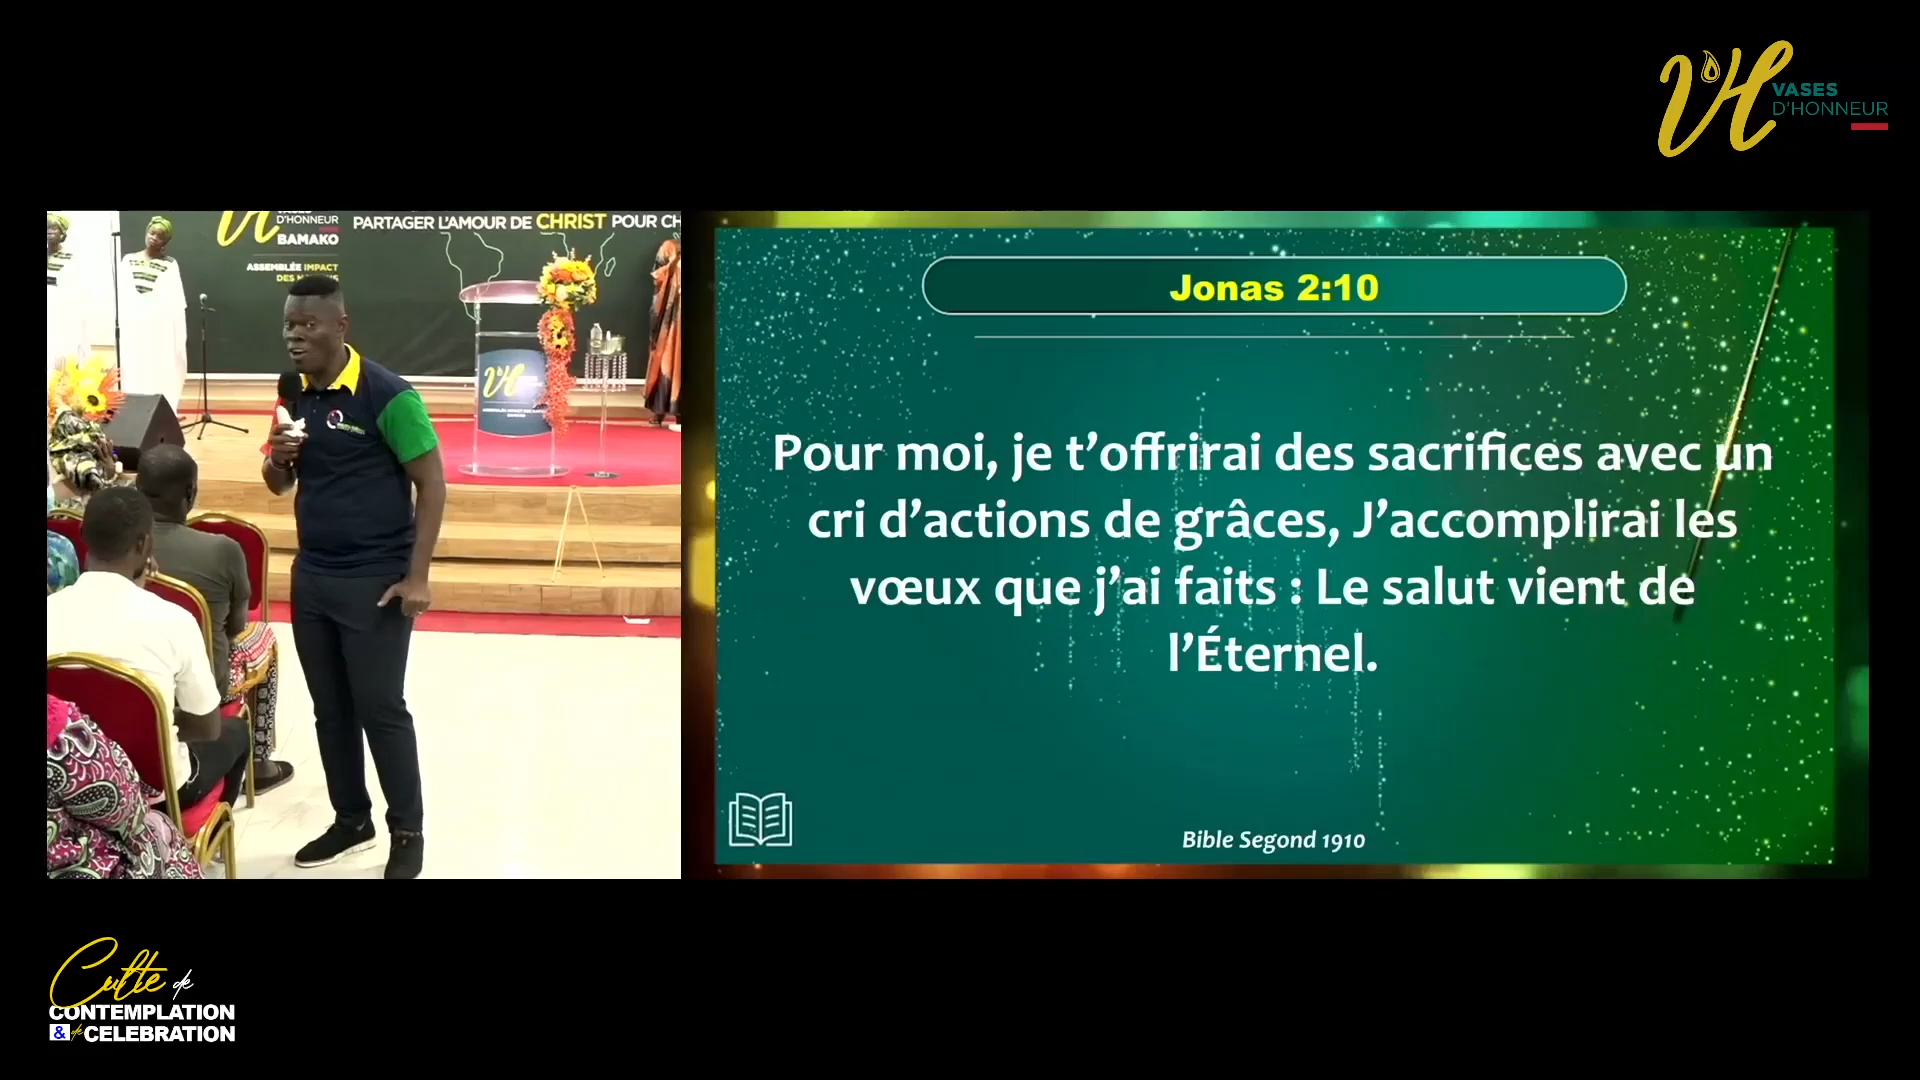 VH
VASES
D'HONNEUR
D'HONNEUR
BAMAKO
ASSEMBLÉE IMPACT
PARTAGER L'AMOUR DE CHRIST POUR
VH
Jonas 2:10
Pour moi, je t’offrirai des sacrifices avec un
cri d’actions de grâces, J’accomplirai les
vœux que j’ai faits : Le salut vient de
l’Éternel.
Bible Segond 1910
Culte de
CONTEMPLATION
& de CELEBRATION